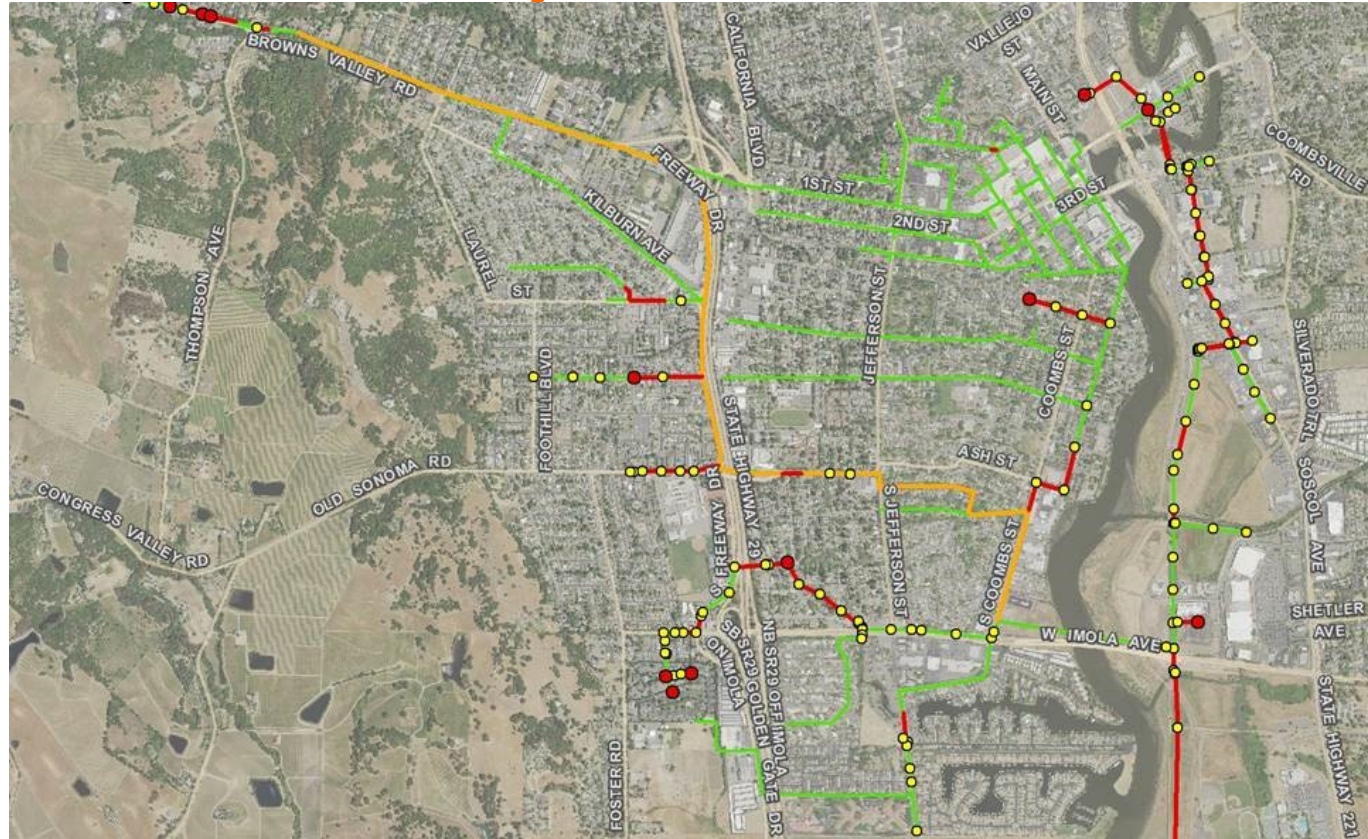 BROWNS VALLEY RD
CALIFORNIA BLVD
VALLEJO ST
MAIN ST
COOMBSVILLE RD
FREEWAY DR
1ST ST
2ND ST
3RD ST
KILBURN AVE
LAUREL ST
THOMPSON AVE
JEFFERSON ST
COOMBS ST
SILVERADO TRL
FOOTHILL BLVD
STATE HIGHWAY 29
ASH ST
OLD SONOMA RD
CONGRESS VALLEY RD
S FREEWAY DR
S JEFFERSON ST
S COOMBS ST
SOSCOL AVE
SHETLER AVE
W IMOLA AVE
SB SR29 ON IMOLA
GOLDEN GATE DR
NB SR29 OFF IMOLA
FOSTER RD
STATE HIGHWAY 22